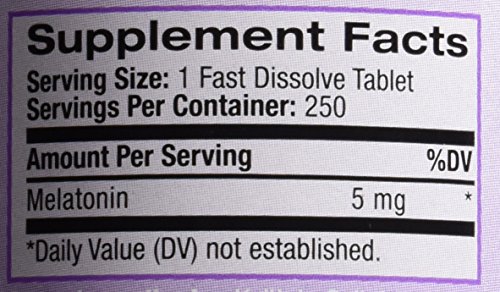 Supplement Facts
Serving Size: 1 Fast Dissolve Tablet
Servings Per Container: 250
Amount Per Serving %DV
Melatonin 5 mg *
*Daily Value (DV) not established.